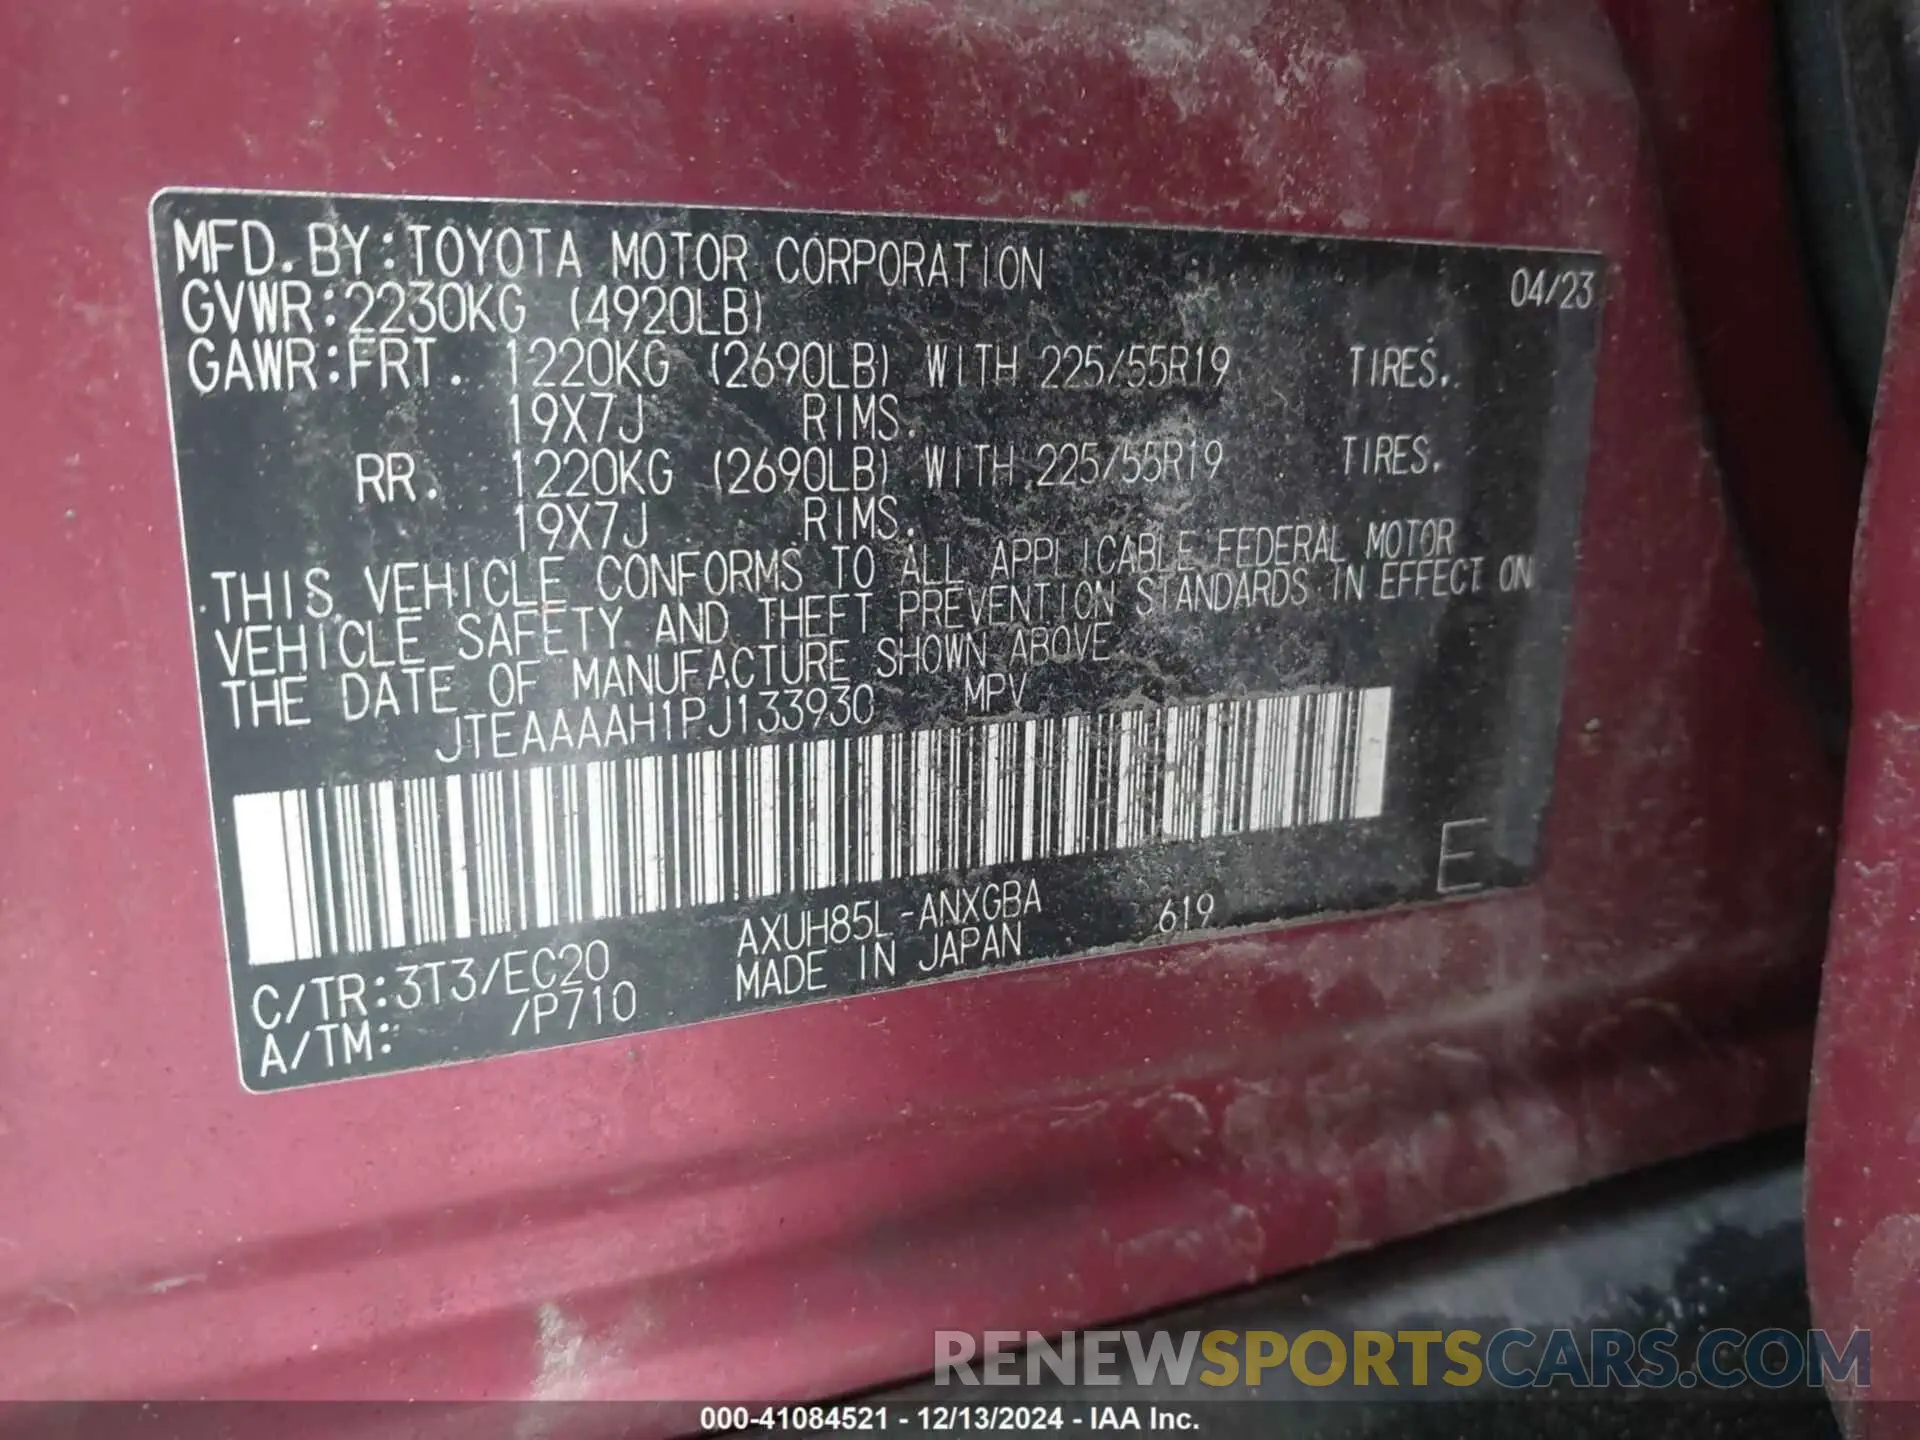 MFD. BY: TOYOTA MOTOR CORPORATION 04/23
GVWR: 2230KG (4920LB)
GAWR: FRT. 1220KG (2690LB) WITH 225/55R19 TIRES.
19X7J RIMS.
RR. 1220KG (2690LB) WITH 225/55R19 TIRES.
19X7J RIMS.
THIS VEHICLE CONFORMS TO ALL APPLICABLE FEDERAL MOTOR
VEHICLE SAFETY AND THEFT PREVENTION STANDARDS IN EFFECT ON
THE DATE OF MANUFACTURE SHOWN ABOVE
JTEAAAAH1PJ133930 MPV
E
C/TR: 3T3/EC20 AXUH85L-ANXGBA 619
A/TM: /P710 MADE IN JAPAN
RENEWSPORTSCARS.COM
000-41084521 - 12/13/2024 - IAA Inc.